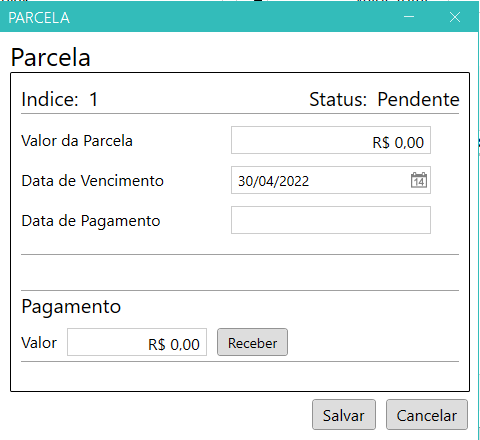 PARCELA
Parcela
Indice: 1 Status: Pendente
Valor da Parcela R$ 0,00
Data de Vencimento 30/04/2022 14
Data de Pagamento
Pagamento
Valor R$ 0,00 Receber
Salvar Cancelar